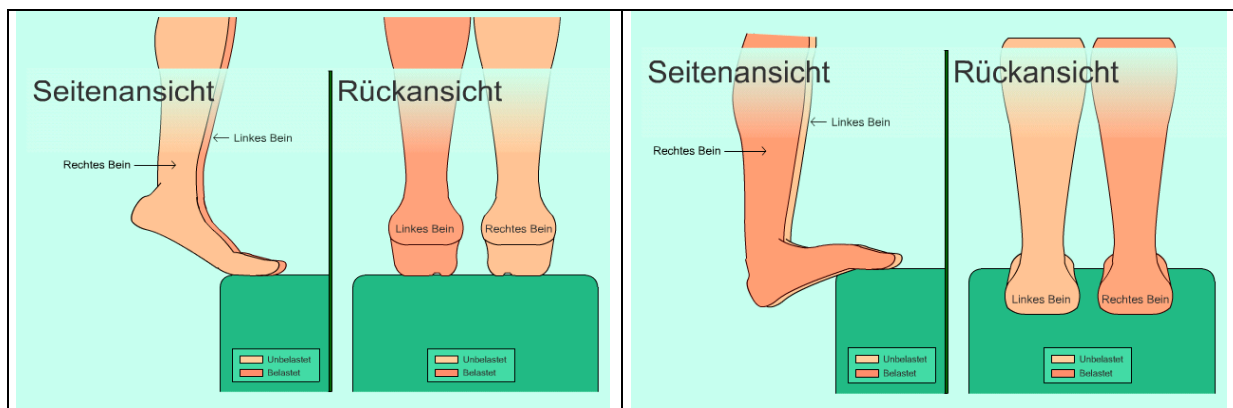 Seitenansicht
Rückansicht
Linkes Bein
Rechtes Bein
Linkes Bein
Rechtes Bein
Unbelastet
Belastet
Unbelastet
Belastet
Seitenansicht
Rückansicht
Linkes Bein
Rechtes Bein
Linkes Bein
Rechtes Bein
Unbelastet
Belastet
Unbelastet
Belastet